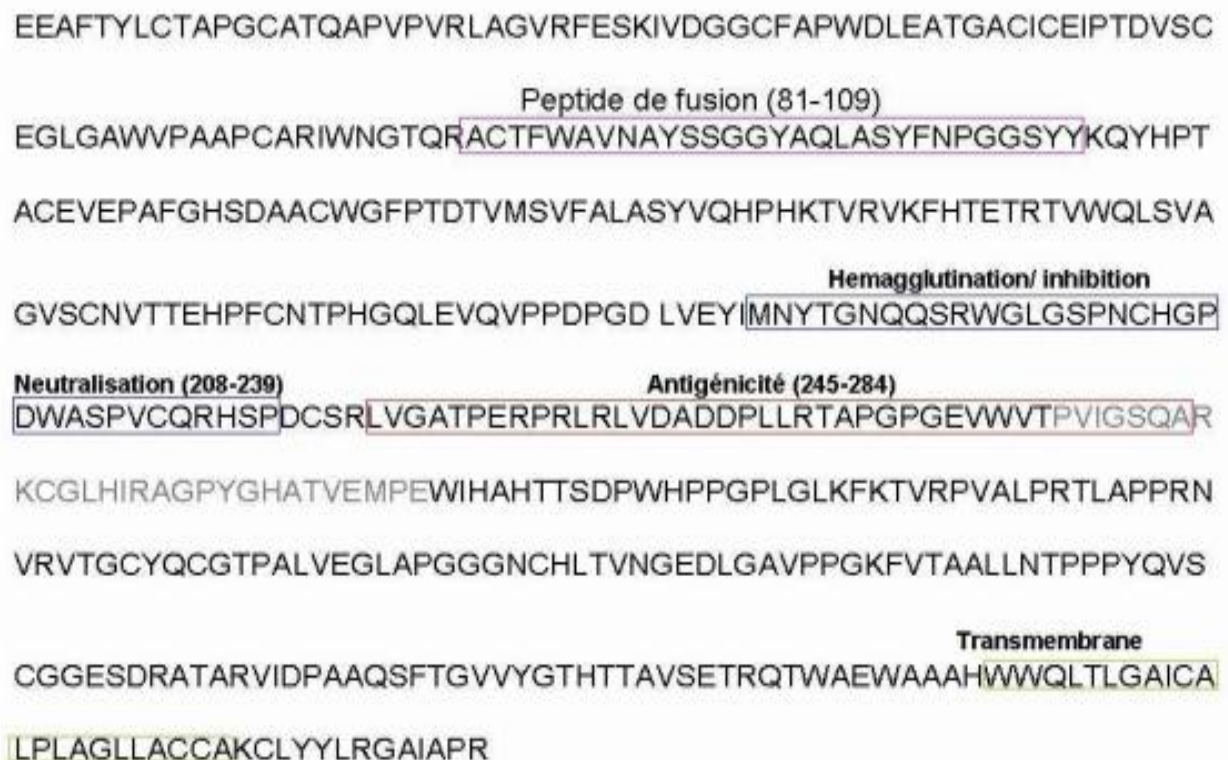 EEAFTYLCTAPGCATQAPVPVRLAGVRFESKIVDGGCFAPWDLEATGACICEIPTDVSC
Peptide de fusion (81-109)
EGLGAWVPAAPCARIWNGTQRACTFWAVNAYSSGGYAQLASYFNPGGSYYKQYHPT
ACEVEPAFGHSDAACWGFPTDTVMSVFALASYVQHPHKTVRVKFHTETRTVWQLSVA
Hemagglutination/ inhibition
GVSCNVTTEHPFCNTPHGQLEVQVPPDPGD LVEYIMNYTGNQQSRWGLGSPNCHGP
Neutralisation (208-239) Antigénicité (245-284)
DWASPVCQRHSPDCSRLVGATPERPRLRLVDADDPLLRTAPGPGEVWVTPVIGSQAR
KCGLHIRAGPYGHATVEMPEWIHAHTTSDPWHPPGPLGLKFKTVRPVALPRTLAPPRN
VRVTGCYQCGTPALVEGLAPGGGNCHLTVNGEDLGAVPPGKFVTAALLNTPPPYQVS
Transmembrane
CGGESDRATARVIDPAAQSFTGVVYGTHTTAVSETRQTWAEWAAAHWWQLTLGAICA
LPLAGLLACCAKCLYYLRGAIAPR